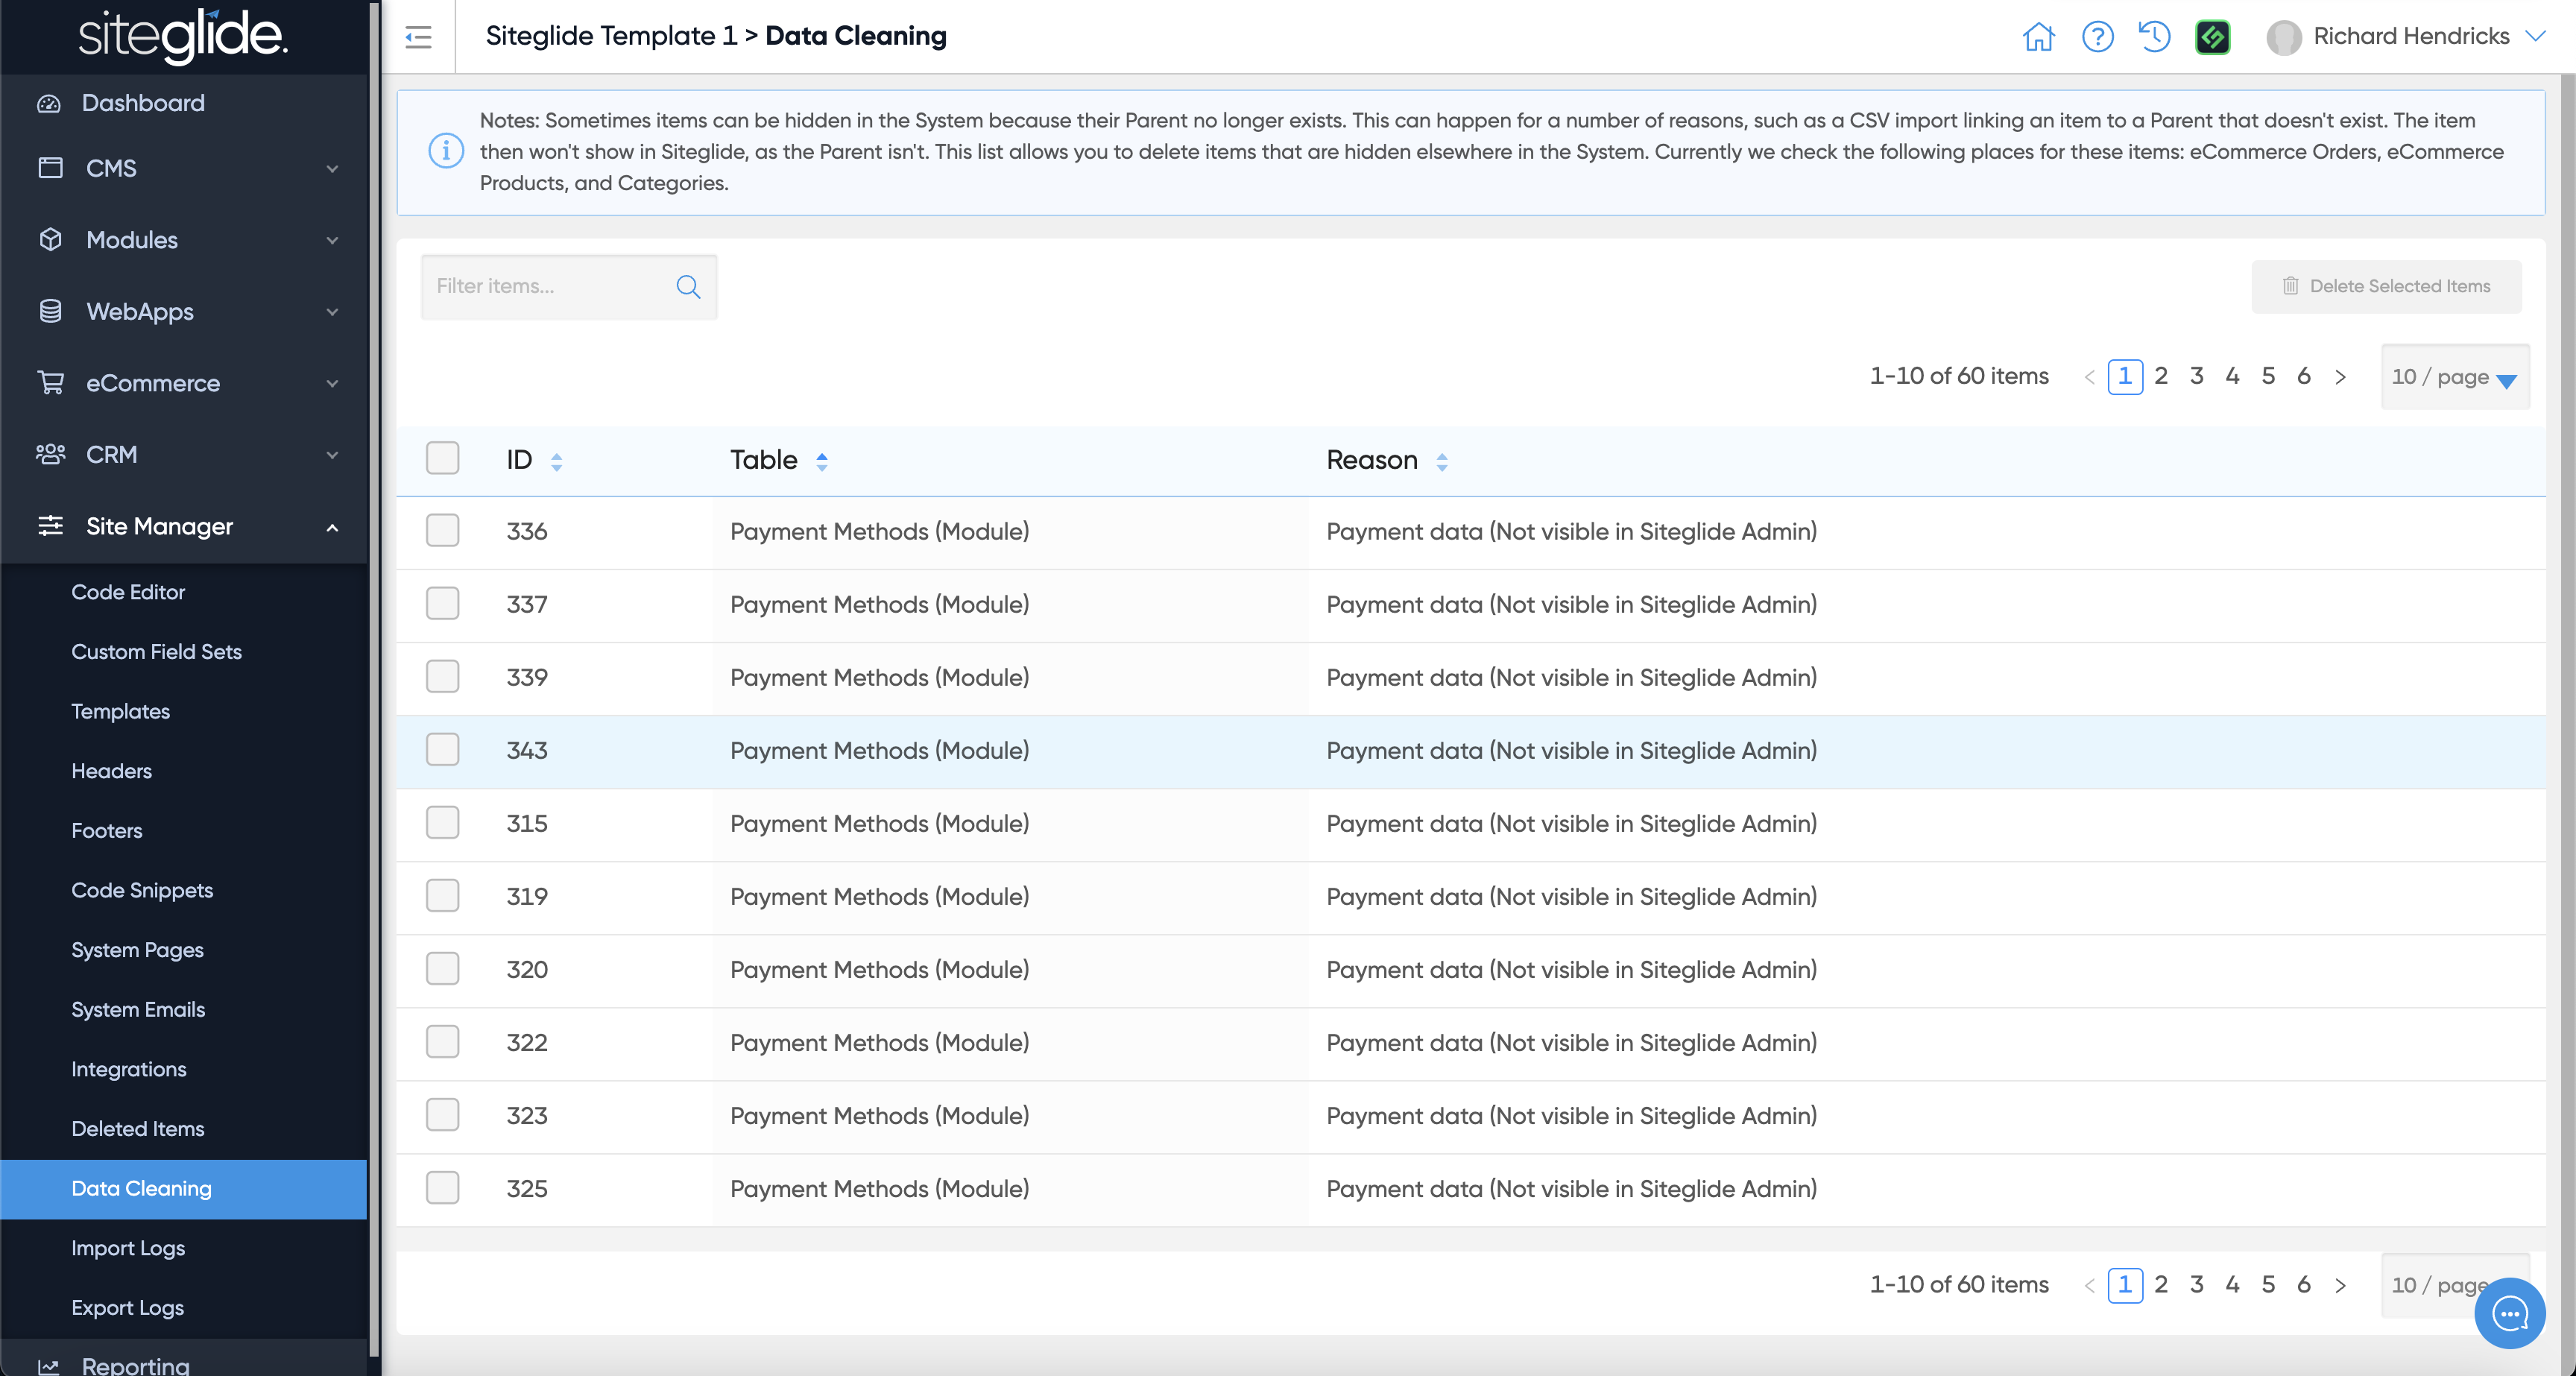 siteglide.
Siteglide Template 1 > Data Cleaning
Richard Hendricks
Dashboard
CMS
Modules
WebApps
eCommerce
CRM
Site Manager
Code Editor
Custom Field Sets
Templates
Headers
Footers
Code Snippets
System Pages
System Emails
Integrations
Deleted Items
Data Cleaning
Import Logs
Export Logs
Reporting
Notes: Sometimes items can be hidden in the System because their Parent no longer exists. This can happen for a number of reasons, such as a CSV import linking an item to a Parent that doesn't exist. The item
then won't show in Siteglide, as the Parent isn't. This list allows you to delete items that are hidden elsewhere in the System. Currently we check the following places for these items: eCommerce Orders, eCommerce
Products, and Categories.
Filter items...
Delete Selected Items
1-10 of 60 items < 1 2 3 4 5 6 > 10 / page
ID Table Reason
336 Payment Methods (Module) Payment data (Not visible in Siteglide Admin)
337 Payment Methods (Module) Payment data (Not visible in Siteglide Admin)
339 Payment Methods (Module) Payment data (Not visible in Siteglide Admin)
343 Payment Methods (Module) Payment data (Not visible in Siteglide Admin)
315 Payment Methods (Module) Payment data (Not visible in Siteglide Admin)
319 Payment Methods (Module) Payment data (Not visible in Siteglide Admin)
320 Payment Methods (Module) Payment data (Not visible in Siteglide Admin)
322 Payment Methods (Module) Payment data (Not visible in Siteglide Admin)
323 Payment Methods (Module) Payment data (Not visible in Siteglide Admin)
325 Payment Methods (Module) Payment data (Not visible in Siteglide Admin)
1-10 of 60 items < 1 2 3 4 5 6 > 10 / page